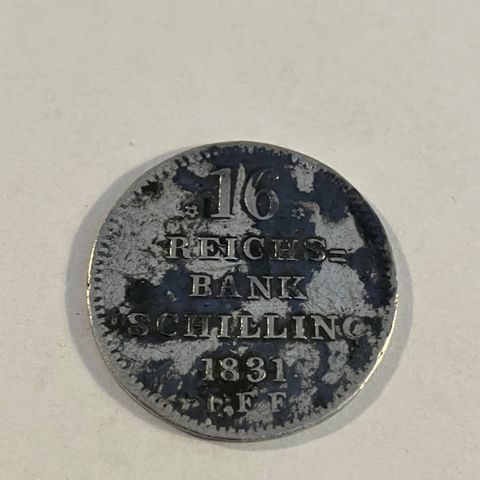 16
REICHS=
BANK
SCHILLING
1831
F F